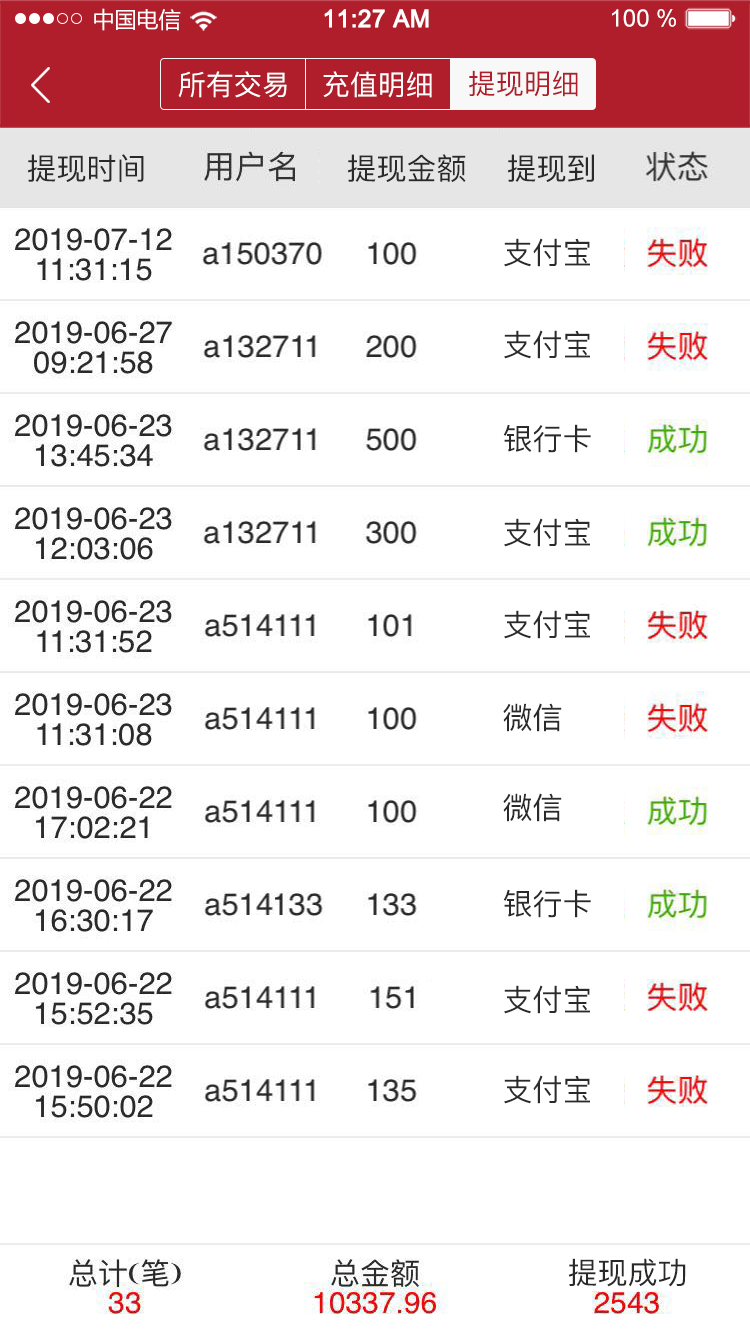 中国电信 11:27 AM 100 %
所有交易 充值明细 提现明细
提现时间 用户名 提现金额 提现到 状态
2019-07-12
11:31:15 a150370 100 支付宝 失败
2019-06-27
09:21:58 a132711 200 支付宝 失败
2019-06-23
13:45:34 a132711 500 银行卡 成功
2019-06-23
12:03:06 a132711 300 支付宝 成功
2019-06-23
11:31:52 a514111 101 支付宝 失败
2019-06-23
11:31:08 a514111 100 微信 失败
2019-06-22
17:02:21 a514111 100 微信 成功
2019-06-22
16:30:17 a514133 133 银行卡 成功
2019-06-22
15:52:35 a514111 151 支付宝 失败
2019-06-22
15:50:02 a514111 135 支付宝 失败
总计(笔) 总金额 提现成功
33 10337.96 2543